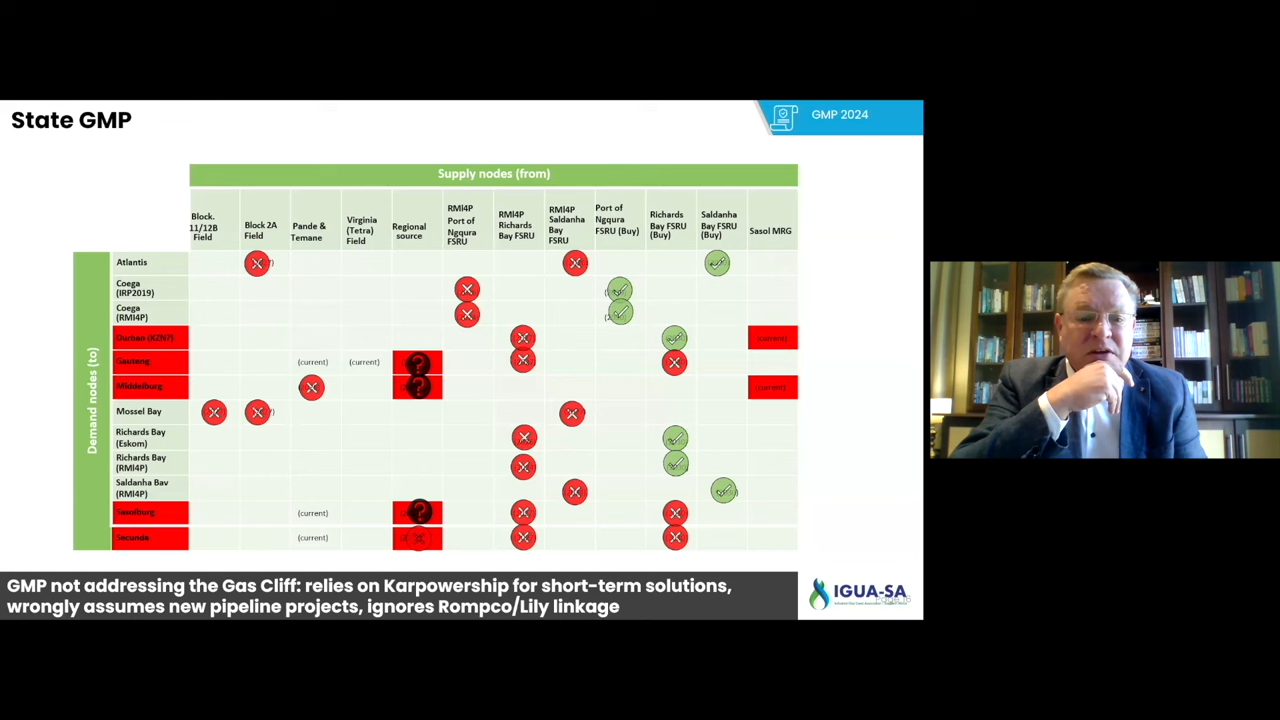 State GMP
GMP 2024
Supply nodes (from)
Block.
11/12B
Field
Block 2A
Field
Pande &
Temane
Virginia
(Tetra)
Field
Regional
source
RMI4P
Port of
Ngqura
FSRU
RMI4P
Richards
Bay FSRU
RMI4P
Saldanha
Bay
FSRU
Port of
Ngqura
FSRU (Buy)
Richards
Bay FSRU
(Buy)
Saldanha
Bay FSRU
(Buy)
Sasol MRG
Demand nodes (to)
Atlantis
Coega
(IRP2019)
Coega
(RMI4P)
Durban (KZN?)
(current)
Gauteng
(current)
(current)
?
Middelburg
?
(current)
Mossel Bay
Richards Bay
(Eskom)
Richards Bay
(RMI4P)
Saldanha Bay
(RMI4P)
Sasolburg
(current)
?
Secunda
(current)
GMP not addressing the Gas Cliff: relies on Karpowership for short-term solutions,
wrongly assumes new pipeline projects, ignores Rompco/Lily linkage
IGUA-SA